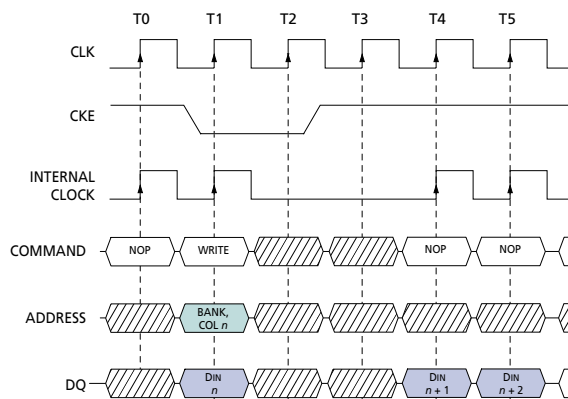 T0 T1 T2 T3 T4 T5
CLK
CKE
INTERNAL
CLOCK
COMMAND NOP WRITE NOP NOP
ADDRESS BANK,
COL n
DQ DIN
n DIN
n + 1 DIN
n + 2